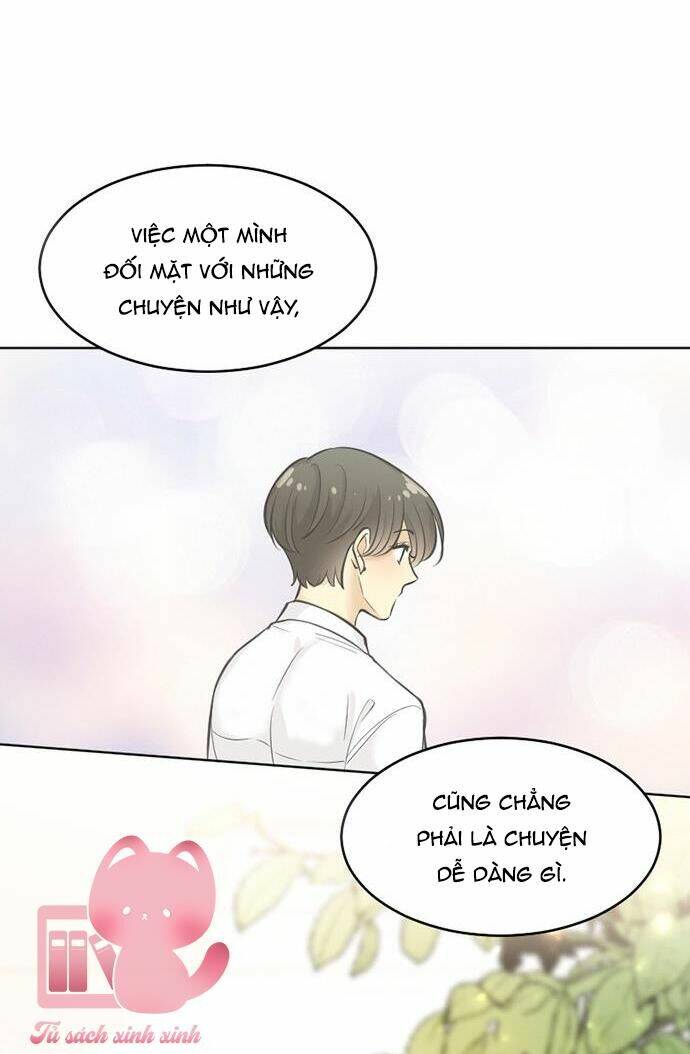 VIỆC MỘT MÌNH
ĐỐI MẶT VỚI NHỮNG
CHUYỆN NHƯ VẬY,
CŨNG CHẲNG
PHẢI LÀ CHUYỆN
DỄ DÀNG GÌ.
Tủ sách xinh xinh